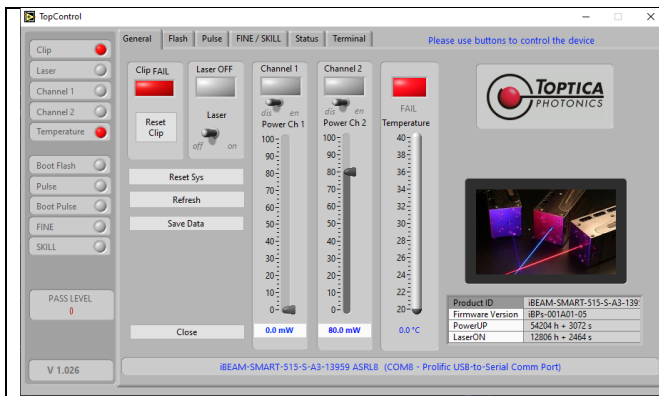 TopControl
General Flash Pulse FINE / SKILL Status Terminal
Please use buttons to control the device
Clip
Laser
Channel 1
Channel 2
Temperature
Boot Flash
Pulse
Boot Pulse
FINE
SKILL
PASS LEVEL
0
V 1.026
Clip FAIL
Reset
Clip
Laser OFF
Laser
off on
Reset Sys
Refresh
Save Data
Close
Channel 1
dis en
Power Ch 1
100
90
80
70
60
50
40
30
20
10
0
0.0 mW
Channel 2
dis en
Power Ch 2
100
90
80
70
60
50
40
30
20
10
0
80.0 mW
FAIL
Temperature
40
38
36
34
32
30
28
26
24
22
20
0.0 °C
TOPTICA
PHOTONICS
Product ID iBEAM-SMART-515-S-A3-139
Firmware Version iBPs-001A01-05
PowerUP 54204 h + 3072 s
LaserON 12806 h + 2464 s
iBEAM-SMART-515-S-A3-13959 ASRL8 (COM8 - Prolific USB-to-Serial Comm Port)